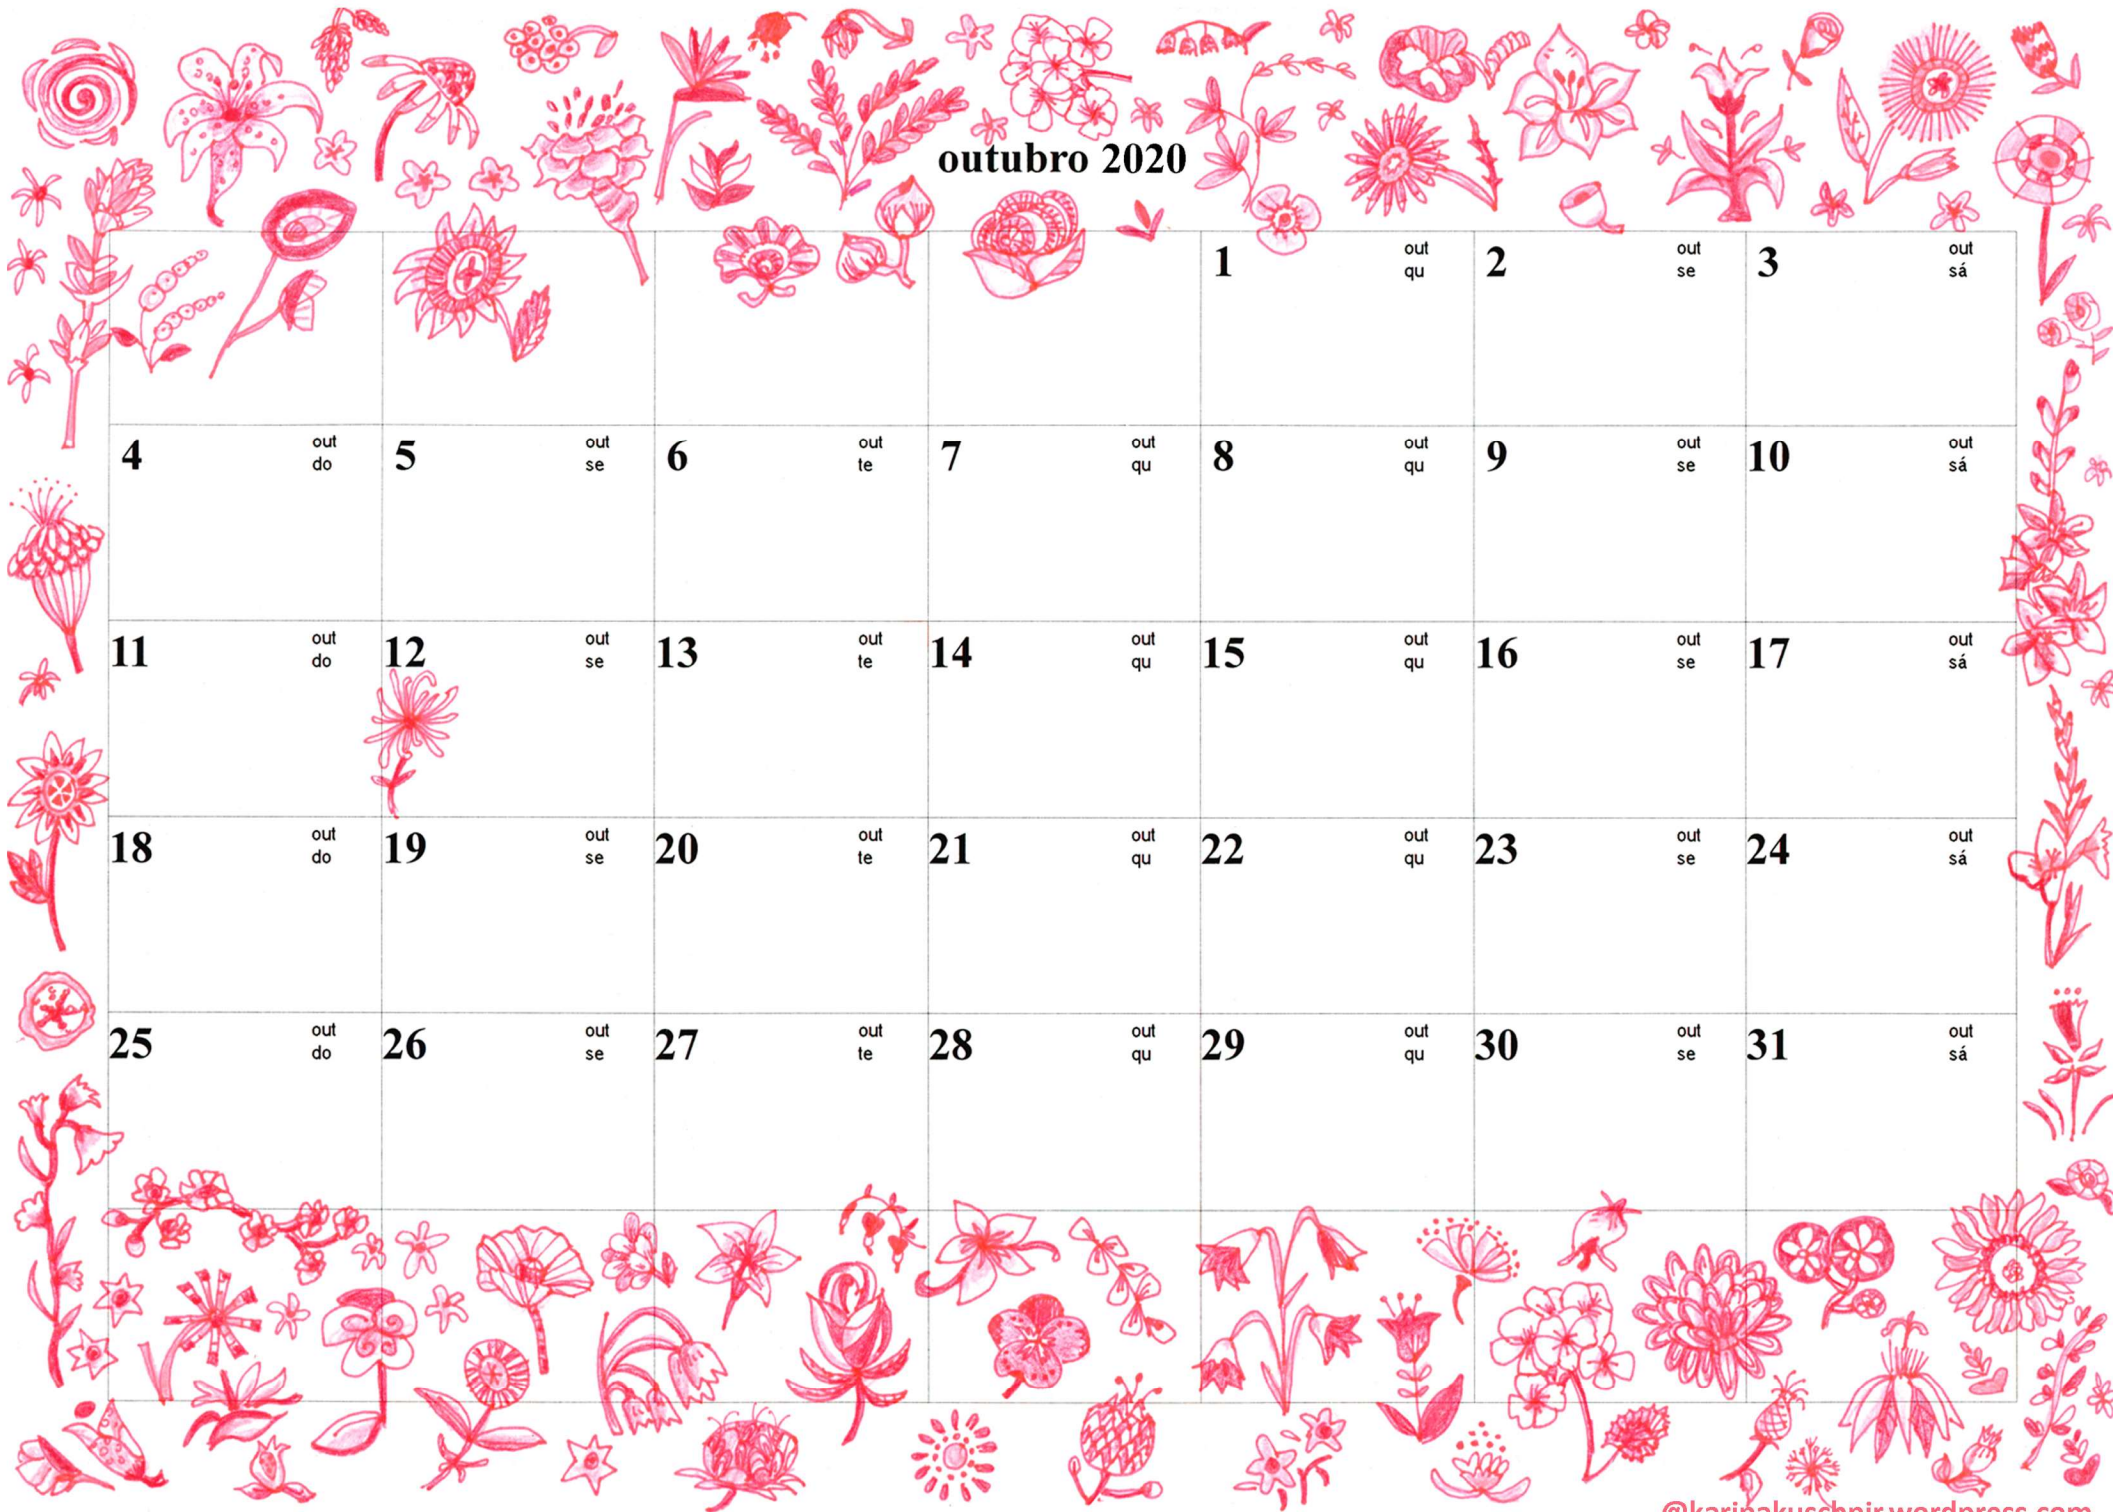 outubro 2020
1 out qu 2 out se 3 out sá
4 out do 5 out se 6 out te 7 out qu 8 out qu 9 out se 10 out sá
11 out do 12 out se 13 out te 14 out qu 15 out qu 16 out se 17 out sá
18 out do 19 out se 20 out te 21 out qu 22 out qu 23 out se 24 out sá
25 out do 26 out se 27 out te 28 out qu 29 out qu 30 out se 31 out sá
@karinakuschnir.wordpress.com